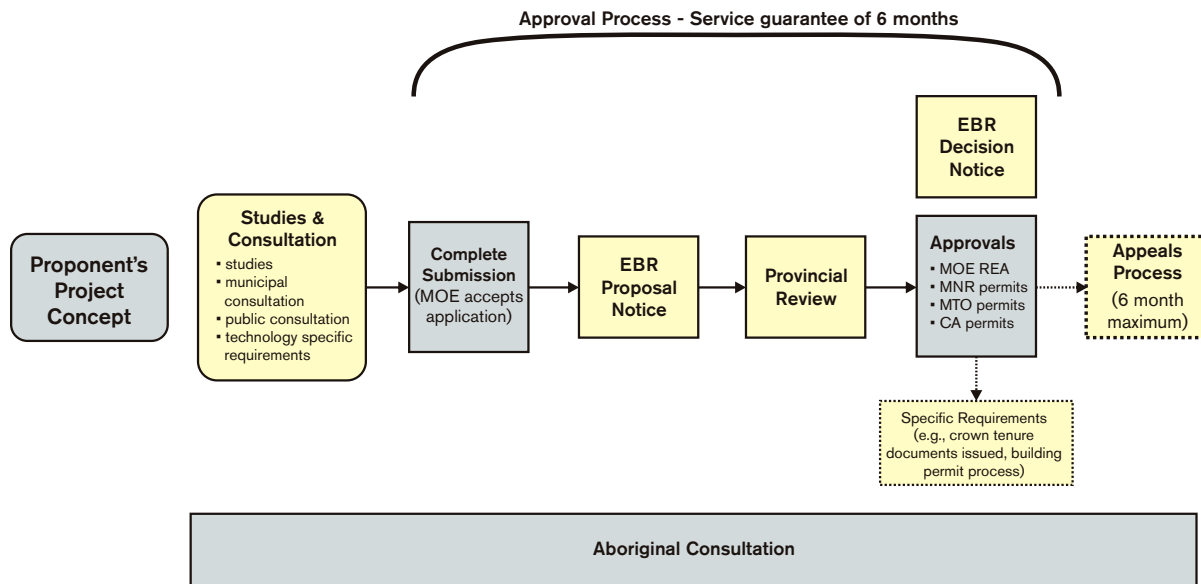 Approval Process - Service guarantee of 6 months
EBR
Decision
Notice
Proponent's
Project
Concept
Studies &
Consultation
▪ studies
▪ municipal
consultation
▪ public consultation
▪ technology specific
requirements
Complete
Submission
(MOE accepts
application)
EBR
Proposal
Notice
Provincial
Review
Approvals
▪ MOE REA
▪ MNR permits
▪ MTO permits
▪ CA permits
Appeals
Process
(6 month
maximum)
Specific Requirements
(e.g., crown tenure
documents issued, building
permit process)
Aboriginal Consultation